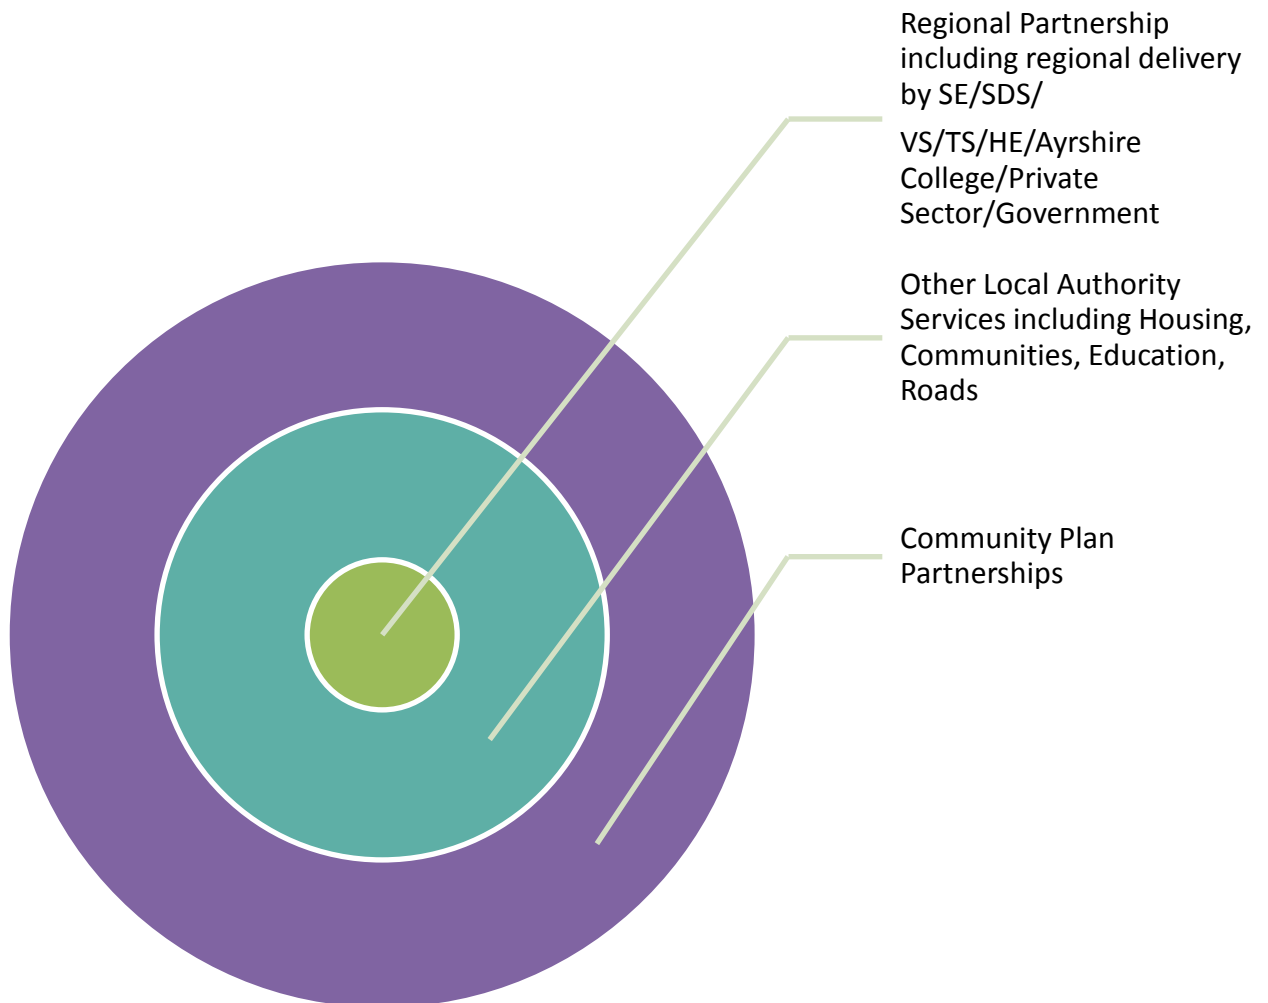 Regional Partnership
including regional delivery
by SE/SDS/
VS/TS/HE/Ayrshire
College/Private
Sector/Government
Other Local Authority
Services including Housing,
Communities, Education,
Roads
Community Plan
Partnerships